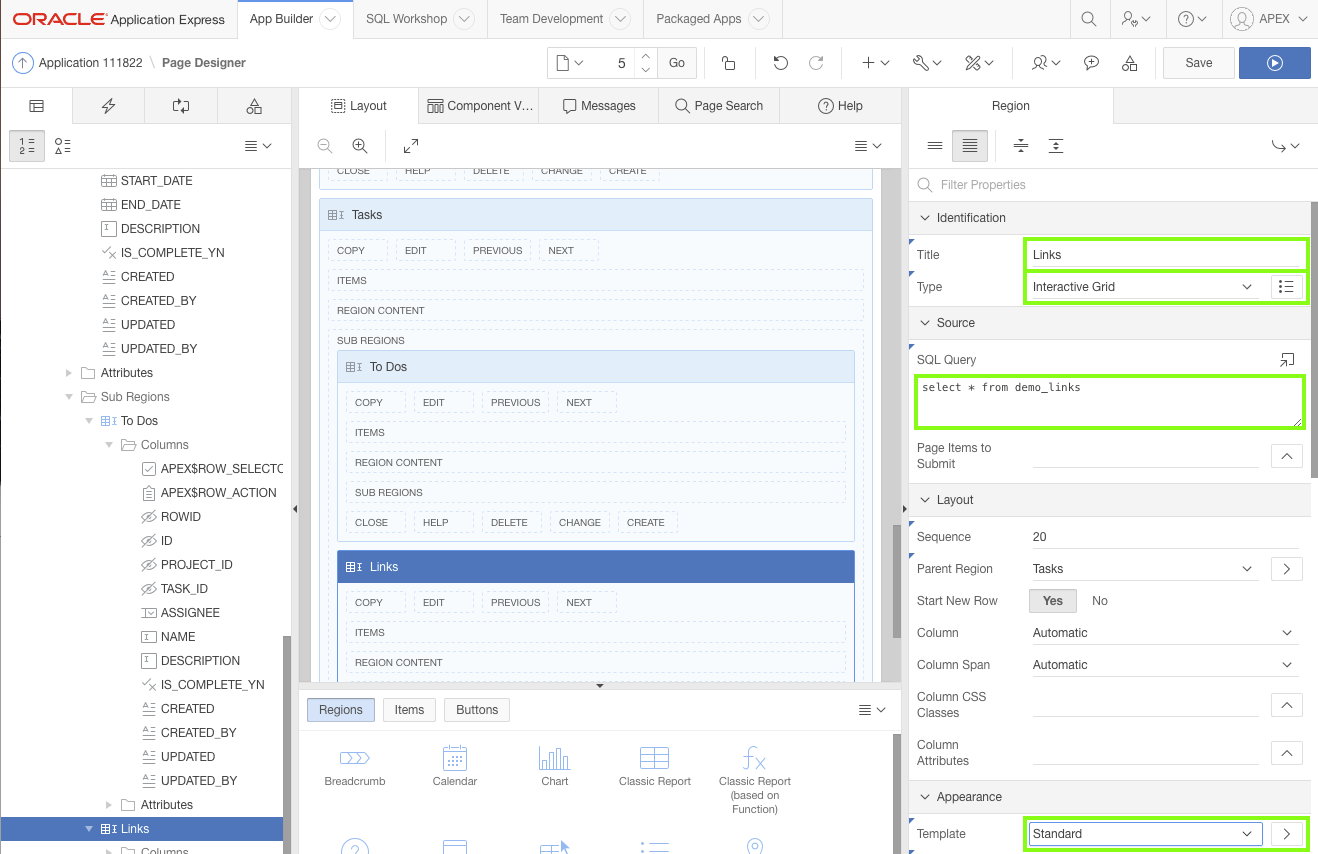 ORACLE Application Express App Builder SQL Workshop Team Development Packaged Apps APEX
Application 111822 \ Page Designer 5 Go Save
Layout Component V... Messages Page Search Help Region
START_DATE
END_DATE
DESCRIPTION
IS_COMPLETE_YN
CREATED
CREATED_BY
UPDATED
UPDATED_BY
Attributes
Sub Regions
To Dos
Columns
APEX$ROW_SELECTO
APEX$ROW_ACTION
ROWID
ID
PROJECT_ID
TASK_ID
ASSIGNEE
NAME
DESCRIPTION
IS_COMPLETE_YN
CREATED
CREATED_BY
UPDATED
UPDATED_BY
Attributes
Links
Columns
CLOSE HELP DELETE CHANGE CREATE
Tasks
COPY EDIT PREVIOUS NEXT
ITEMS
REGION CONTENT
SUB REGIONS
To Dos
COPY EDIT PREVIOUS NEXT
ITEMS
REGION CONTENT
SUB REGIONS
CLOSE HELP DELETE CHANGE CREATE
Links
COPY EDIT PREVIOUS NEXT
ITEMS
REGION CONTENT
Regions Items Buttons
Breadcrumb Calendar Chart Classic Report Classic Report
(based on
Function)
Filter Properties
Identification
Title Links
Type Interactive Grid
Source
SQL Query
select * from demo_links
Page Items to
Submit
Layout
Sequence 20
Parent Region Tasks
Start New Row Yes No
Column Automatic
Column Span Automatic
Column CSS
Classes
Column
Attributes
Appearance
Template Standard